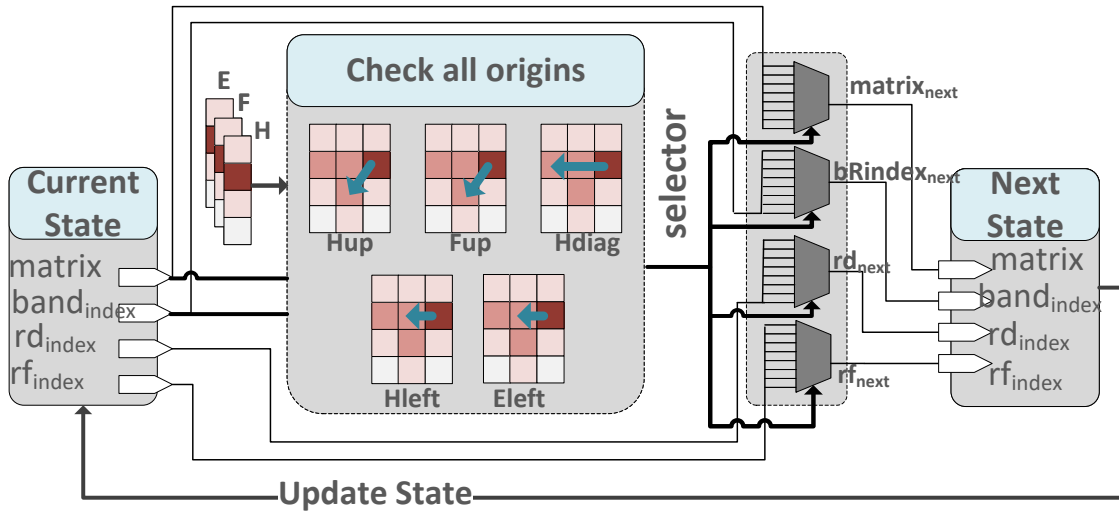 Check all origins
E
F
H
Hup
Fup
Hdiag
Hleft
Eleft
Current
State
matrix
band_index
rd_index
rf_index
selector
matrix_next
bRindex_next
rd_next
rf_next
Next
State
matrix
band_index
rd_index
rf_index
Update State